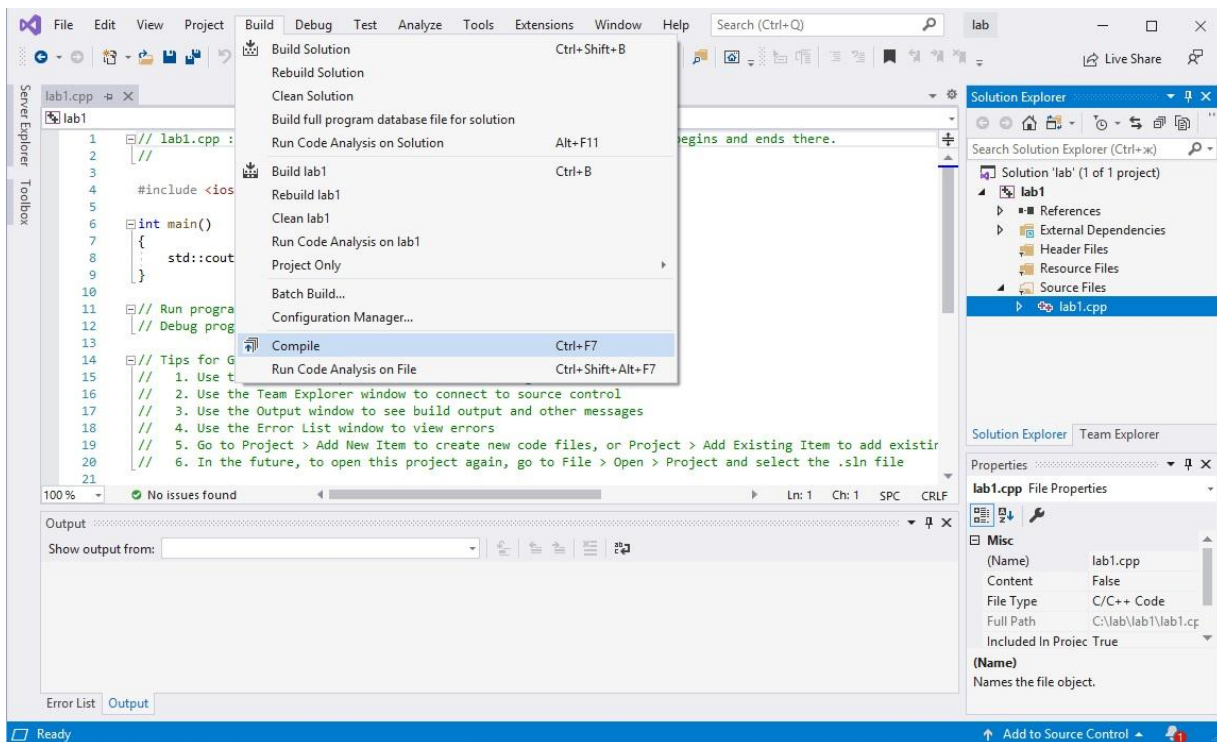 File Edit View Project Build Debug Test Analyze Tools Extensions Window Help Search (Ctrl+Q) lab
Live Share
Build Solution Ctrl+Shift+B
Rebuild Solution
Clean Solution
Build full program database file for solution
Run Code Analysis on Solution Alt+F11
Build lab1 Ctrl+B
Rebuild lab1
Clean lab1
Run Code Analysis on lab1
Project Only
Batch Build...
Configuration Manager...
Compile Ctrl+F7
Run Code Analysis on File Ctrl+Shift+Alt+F7
Server Explorer
Toolbox
lab1.cpp
lab1
1 // lab1.cpp : begins and ends there.
2 //
3
4 #include <ios
5
6 int main()
7 {
8 std::cout
9 }
10
11 // Run progra
12 // Debug prog
13
14 // Tips for G
15 // 1. Use t
16 // 2. Use the Team Explorer window to connect to source control
17 // 3. Use the Output window to see build output and other messages
18 // 4. Use the Error List window to view errors
19 // 5. Go to Project > Add New Item to create new code files, or Project > Add Existing Item to add existin
20 // 6. In the future, to open this project again, go to File > Open > Project and select the .sln file
21
100 % No issues found Ln: 1 Ch: 1 SPC CRLF
Output
Show output from:
Error List Output
Solution Explorer
Search Solution Explorer (Ctrl+ж)
Solution 'lab' (1 of 1 project)
lab1
References
External Dependencies
Header Files
Resource Files
Source Files
lab1.cpp
Solution Explorer Team Explorer
Properties
lab1.cpp File Properties
Misc
(Name) lab1.cpp
Content False
File Type C/C++ Code
Full Path C:\lab\lab1\lab1.cp
Included In Projec True
(Name)
Names the file object.
Ready Add to Source Control 1